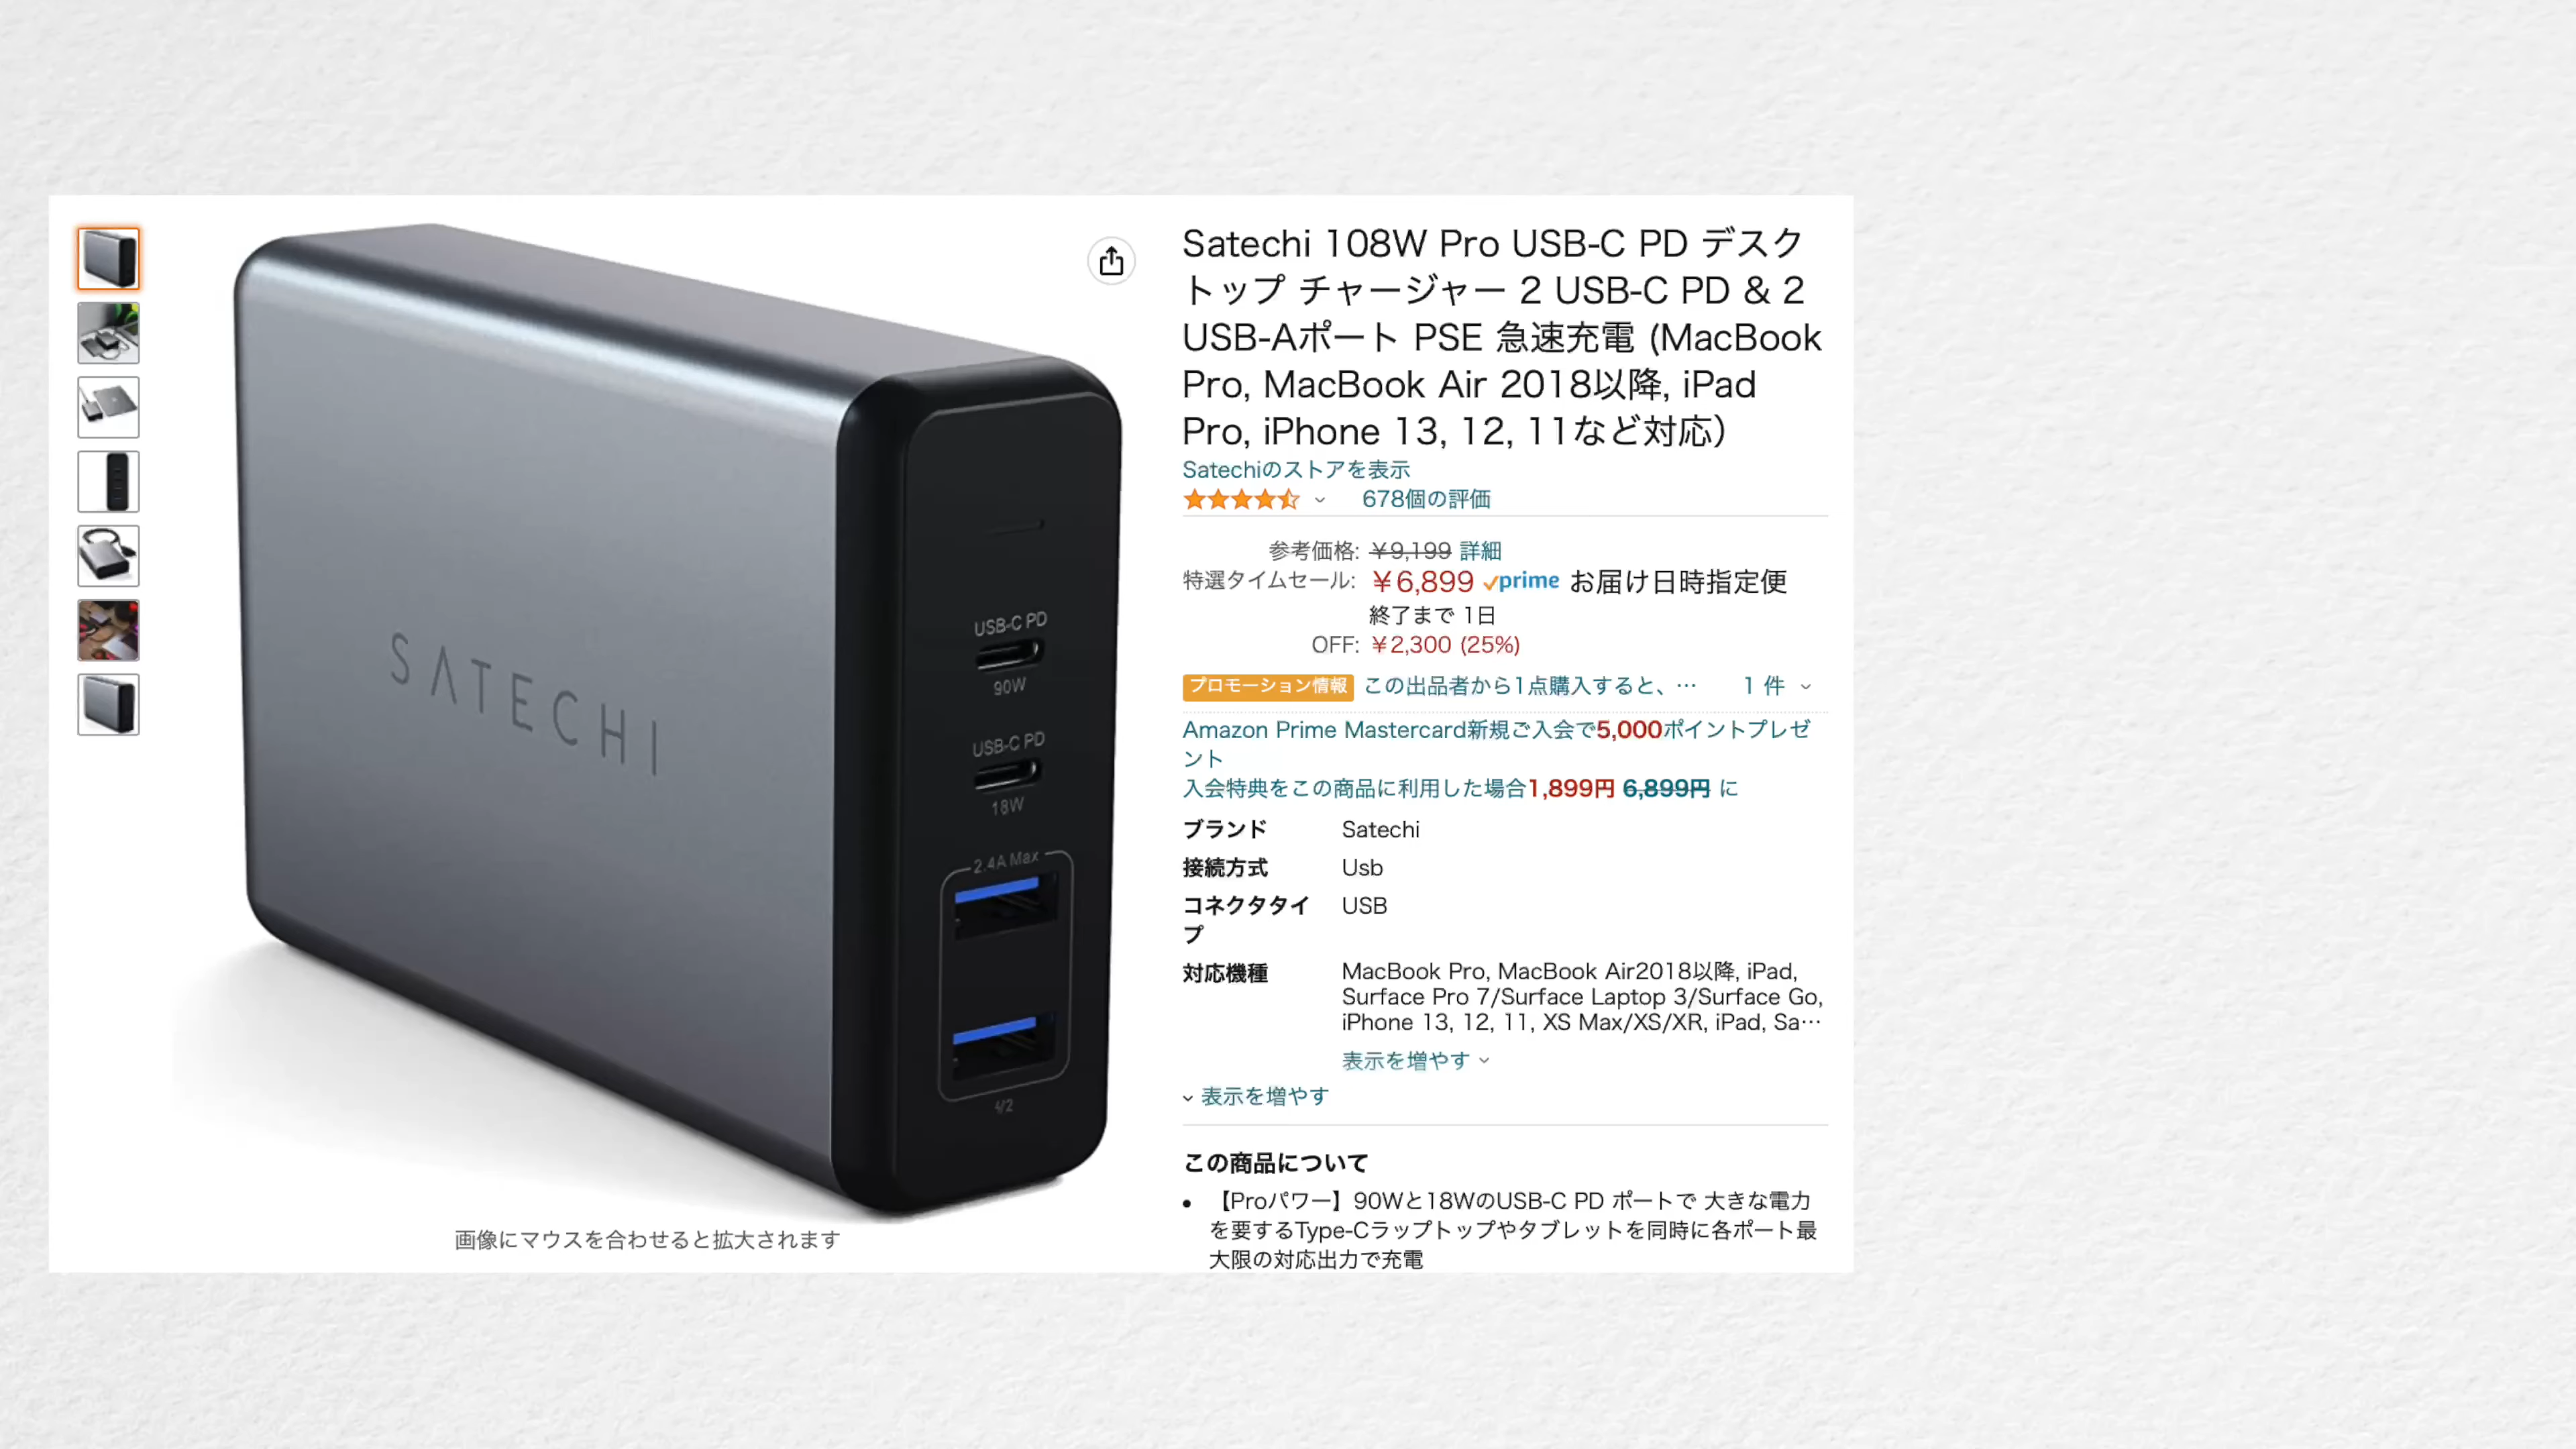 SATECHI
USB-C PD
90W
USB-C PD
18W
2.4A Max
画像にマウスを合わせると拡大されます
Satechi 108W Pro USB-C PD デスク
トップ チャージャー 2 USB-C PD & 2
USB-Aポート PSE 急速充電 (MacBook
Pro, MacBook Air 2018以降, iPad
Pro, iPhone 13, 12, 11など対応）
Satechiのストアを表示
678個の評価
参考価格: ￥9,199 詳細
特選タイムセール: ￥6,899 prime お届け日時指定便
終了まで 1日
OFF: ￥2,300 (25%)
プロモーション情報 この出品者から1点購入すると、… 1 件
Amazon Prime Mastercard新規ご入会で5,000ポイントプレゼ
ント
入会特典をこの商品に利用した場合1,899円 6,899円 に
ブランド Satechi
接続方式 Usb
コネクタタイ USB
プ
対応機種 MacBook Pro, MacBook Air2018以降, iPad,
Surface Pro 7/Surface Laptop 3/Surface Go,
iPhone 13, 12, 11, XS Max/XS/XR, iPad, Sa…
表示を増やす
表示を増やす
この商品について
• 【Proパワー】90Wと18WのUSB-C PD ポートで 大きな電力
を要するType-Cラップトップやタブレットを同時に各ポート最
大限の対応出力で充電